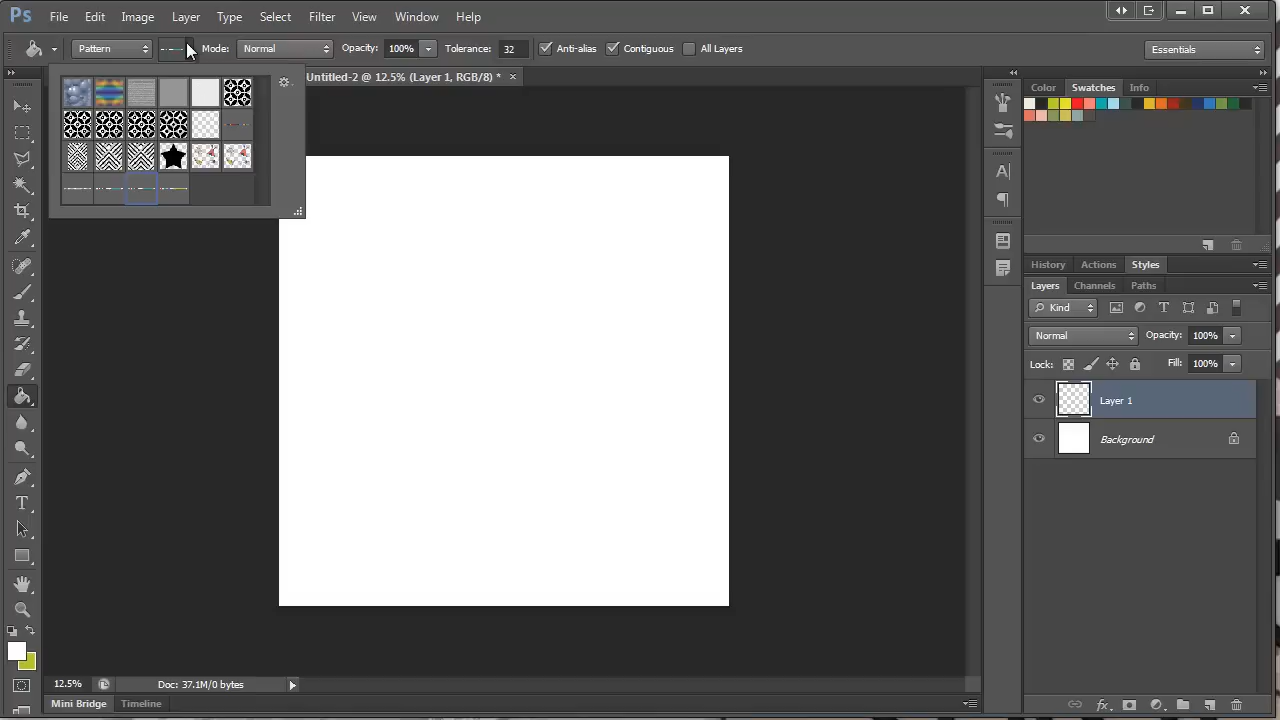 Ps File Edit Image Layer Type Select Filter View Window Help
Pattern Mode: Normal Opacity: 100% Tolerance: 32 Anti-alias Contiguous All Layers Essentials
Untitled-2 @ 12.5% (Layer 1, RGB/8) *
Color Swatches Info
A
History Actions Styles
Layers Channels Paths
Kind T
Normal Opacity: 100%
Lock: Fill: 100%
Layer 1
Background
T
fx
12.5% Doc: 37.1M/0 bytes
Mini Bridge Timeline